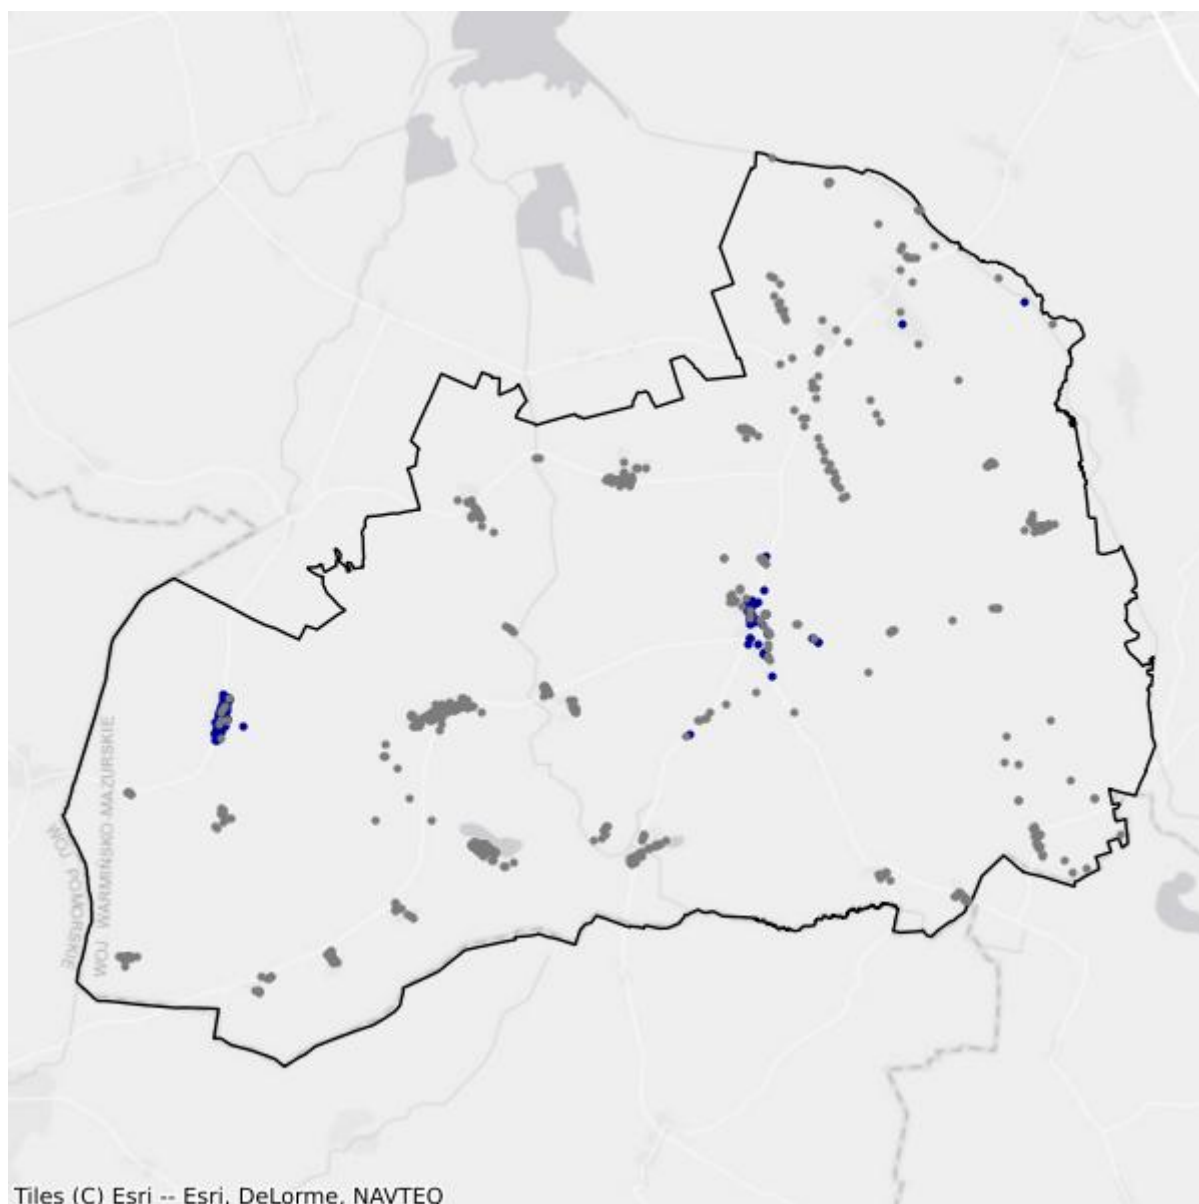 WOJ. WARMIŃSKO-MAZURSKIE
WOJ. POMORSKIE
Tiles (C) Esri -- Esri, DeLorme, NAVTEQ